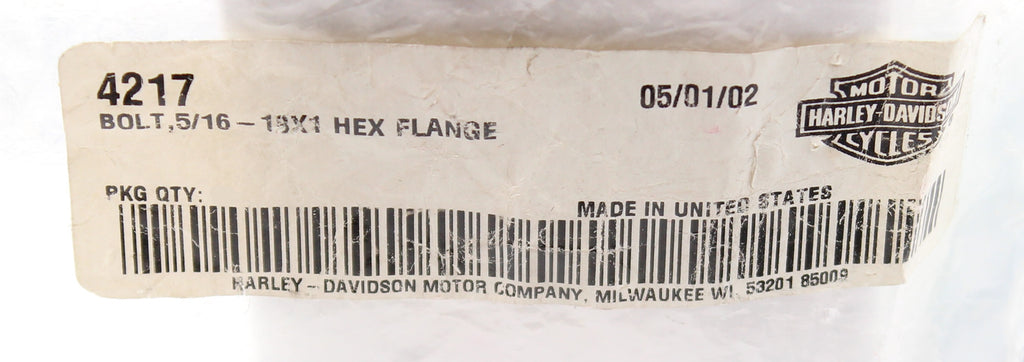 4217
05/01/02
BOLT,5/16-18X1 HEX FLANGE
MOTOR
HARLEY-DAVIDS
CYCLES
PKG QTY:
MADE IN UNITED STATES
HARLEY-DAVIDSON MOTOR COMPANY, MILWAUKEE WI. 53201 85009